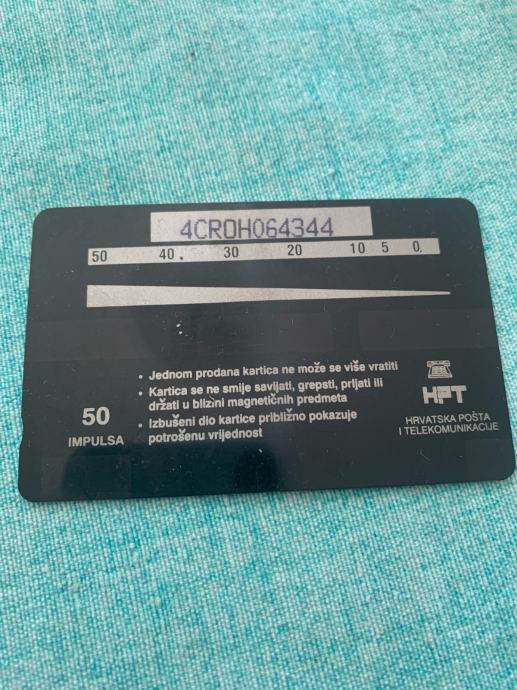 4CRDH064344
50 40 30 20 10 5 0
• Jednom prodana kartica ne može se više vratiti
• Kartica se ne smije savijati, grepsti, prljati ili
držati u blizini magnetičnih predmeta
• Izbušeni dio kartice približno pokazuje
potrošenu vrijednost
50
IMPULSA
HPT
HRVATSKA POŠTA
I TELEKOMUNIKACIJE